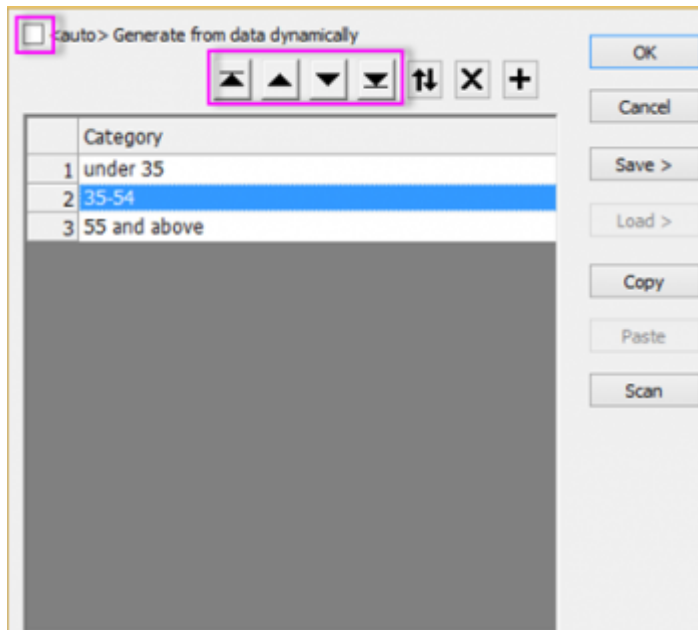 <auto> Generate from data dynamically
OK
Cancel
Category
1 under 35
Save >
2 35-54
3 55 and above
Load >
Copy
Paste
Scan